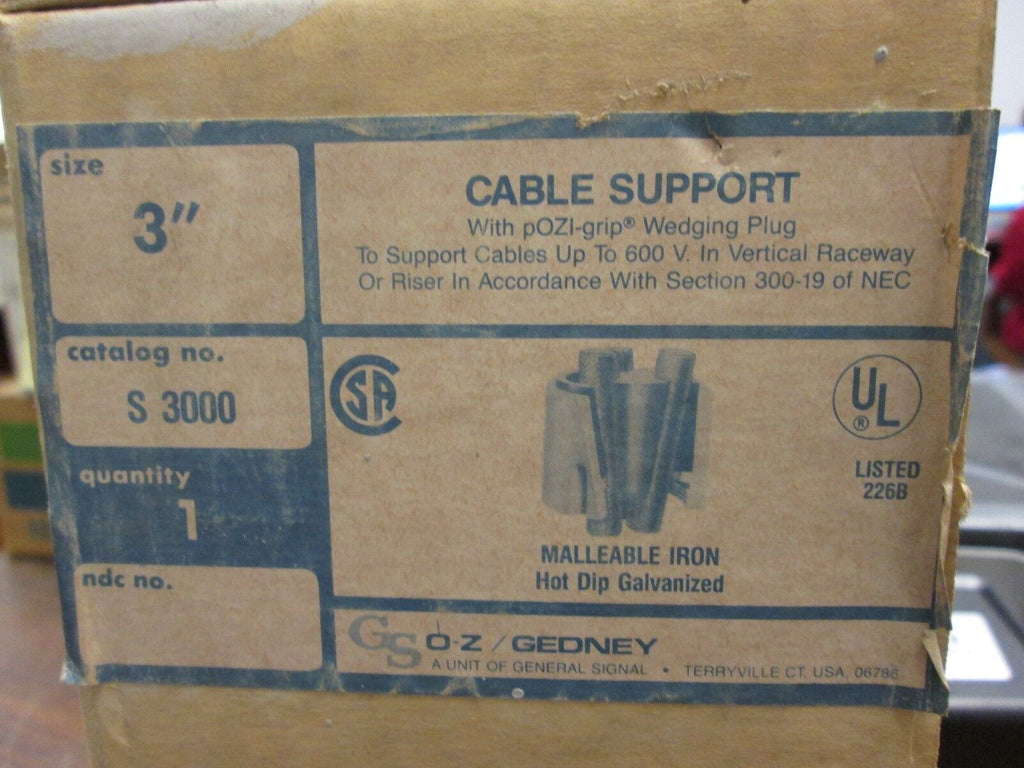 size
3"
CABLE SUPPORT
With pOZI-grip® Wedging Plug
To Support Cables Up To 600 V. In Vertical Raceway
Or Riser In Accordance With Section 300-19 of NEC
catalog no.
S 3000
quantity
1
ndc no.
CSA
UL®
LISTED
226B
MALLEABLE IRON
Hot Dip Galvanized
GS O-Z / GEDNEY
A UNIT OF GENERAL SIGNAL • TERRYVILLE CT. USA, 06786